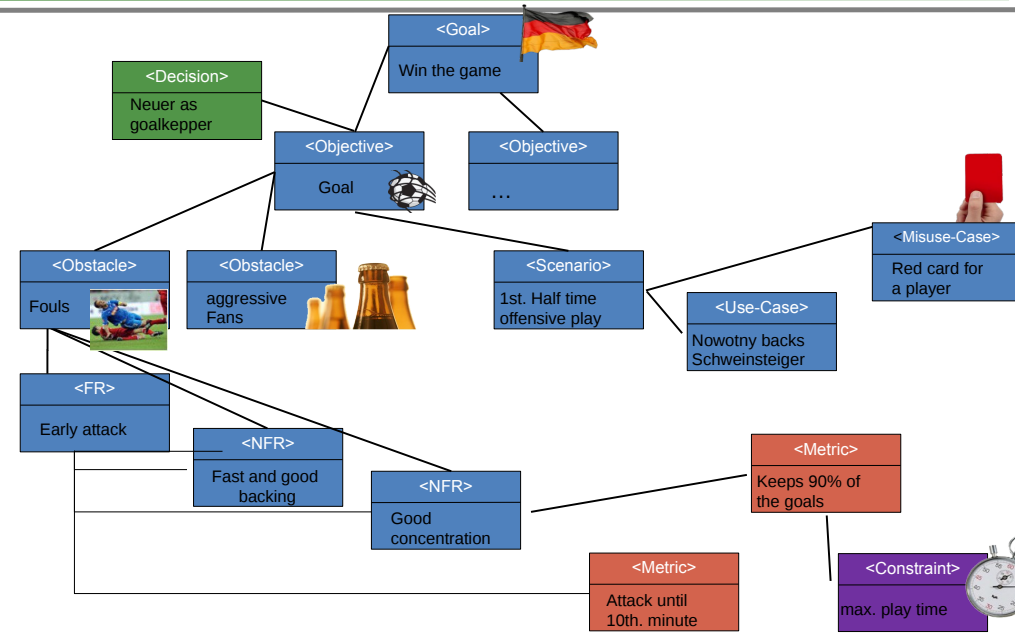 <Goal>
Win the game
<Decision>
Neuer as
goalkepper
<Objective>
Goal
<Objective>
...
<Misuse-Case>
Red card for
a player
<Obstacle>
Fouls
<Obstacle>
aggressive
Fans
<Scenario>
1st. Half time
offensive play
<Use-Case>
Nowotny backs
Schweinsteiger
<FR>
Early attack
<NFR>
Fast and good
backing
<NFR>
Good
concentration
<Metric>
Keeps 90% of
the goals
<Metric>
Attack until
10th. minute
<Constraint>
max. play time